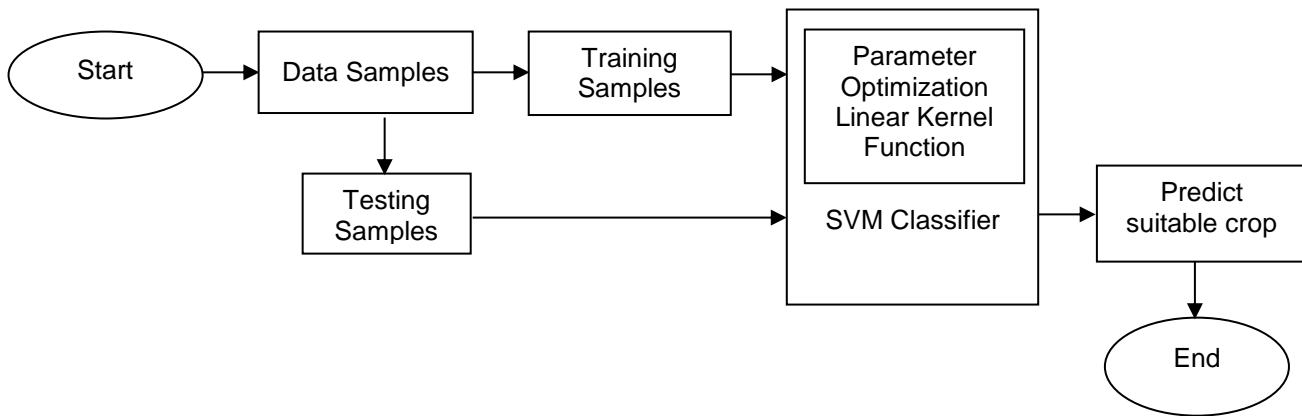 Start
Data Samples
Training
Samples
Parameter
Optimization
Linear Kernel
Function
Testing
Samples
SVM Classifier
Predict
suitable crop
End